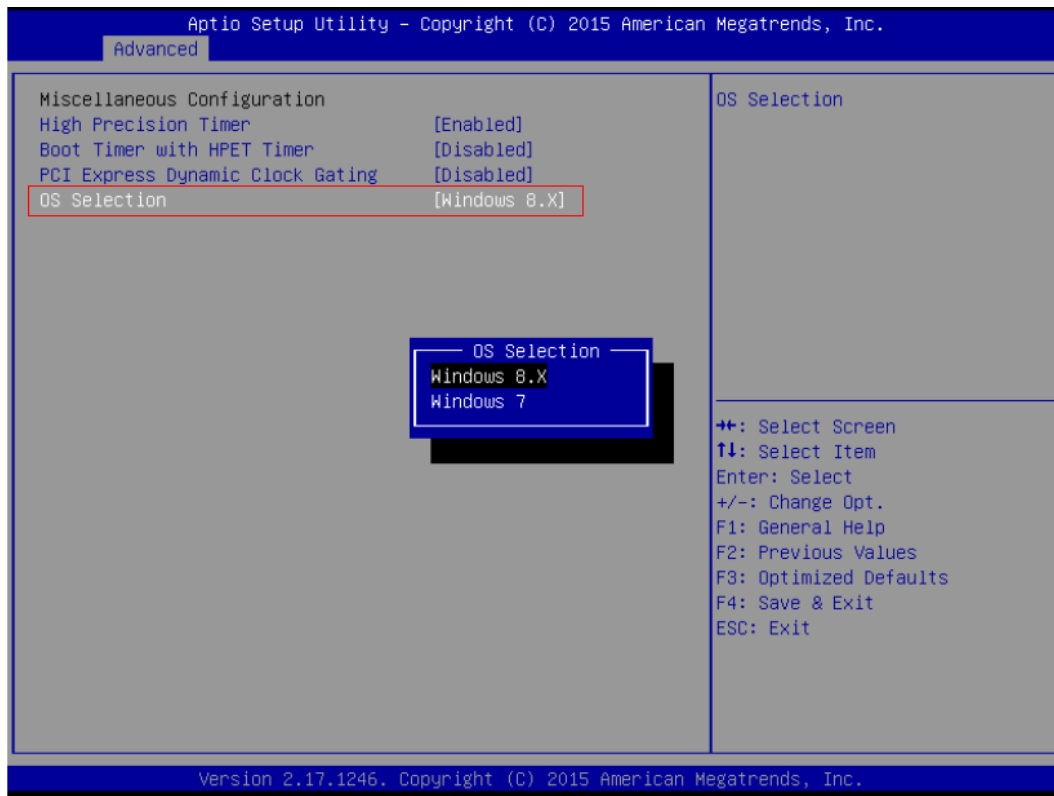 Aptio Setup Utility – Copyright (C) 2015 American Megatrends, Inc.
Advanced
Miscellaneous Configuration
High Precision Timer [Enabled]
Boot Timer with HPET Timer [Disabled]
PCI Express Dynamic Clock Gating [Disabled]
OS Selection [Windows 8.X]
OS Selection
Windows 8.X
Windows 7
OS Selection
→←: Select Screen
↑↓: Select Item
Enter: Select
+/-: Change Opt.
F1: General Help
F2: Previous Values
F3: Optimized Defaults
F4: Save & Exit
ESC: Exit
Version 2.17.1246. Copyright (C) 2015 American Megatrends, Inc.